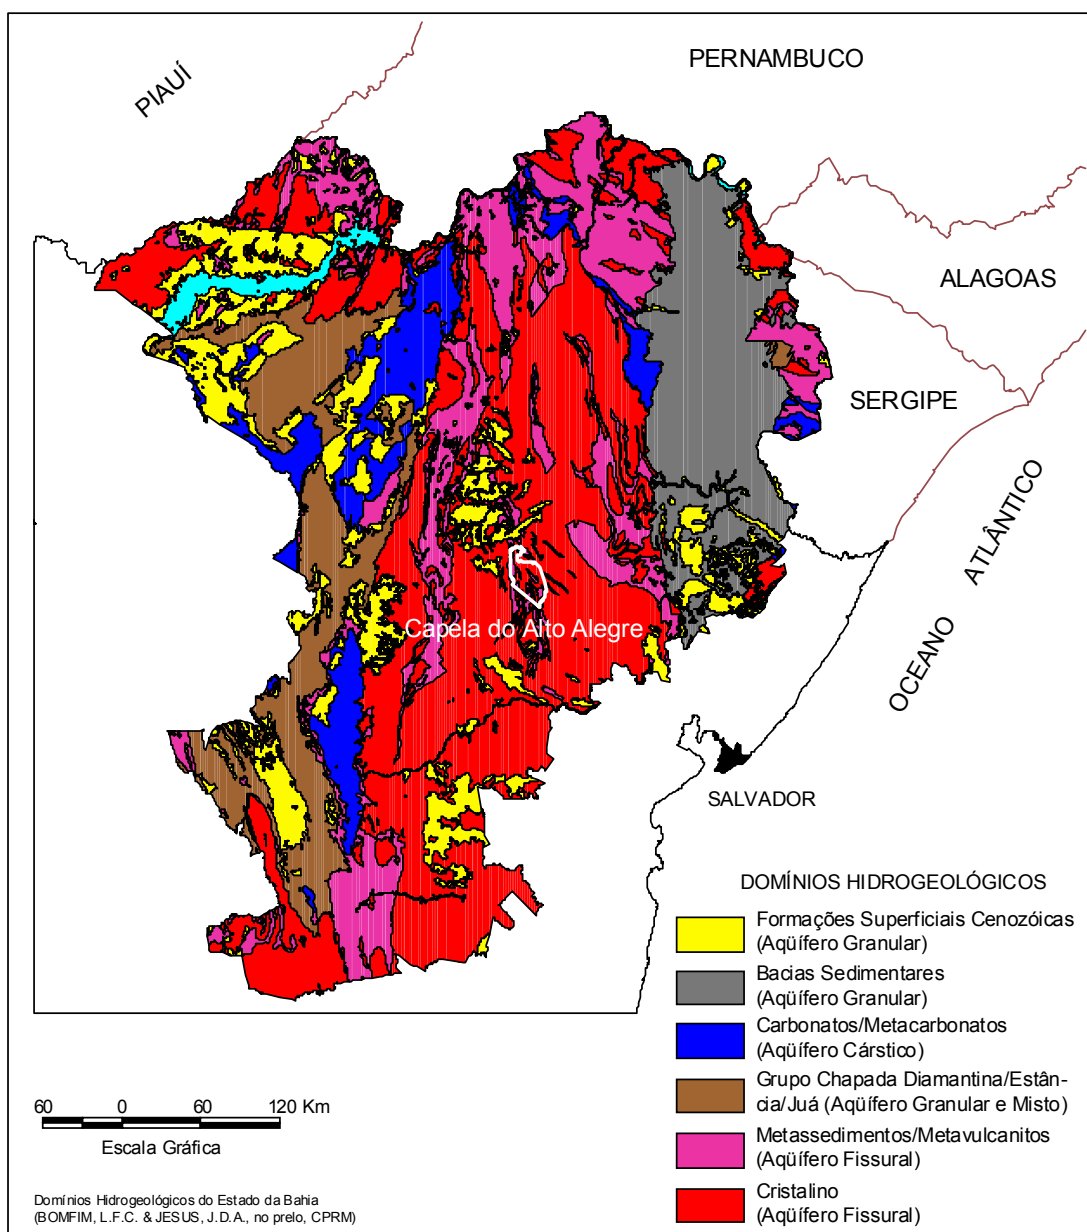 PERNAMBUCO
PIAUÍ
ALAGOAS
SERGIPE
OCEANO ATLÂNTICO
Capela do Alto Alegre
SALVADOR
DOMÍNIOS HIDROGEOLÓGICOS
Formações Superficiais Cenozóicas
(Aqüífero Granular)
Bacias Sedimentares
(Aqüífero Granular)
Carbonatos/Metacarbonatos
(Aqüífero Cárstico)
Grupo Chapada Diamantina/Estân-
cia/Juá (Aqüífero Granular e Misto)
Metassedimentos/Metavulcanitos
(Aqüífero Fissural)
Cristalino
(Aqüífero Fissural)
60 0 60 120 Km
Escala Gráfica
Domínios Hidrogeológicos do Estado da Bahia
(BOMFIM, L.F.C. & JESUS, J.D.A., no prelo, CPRM)